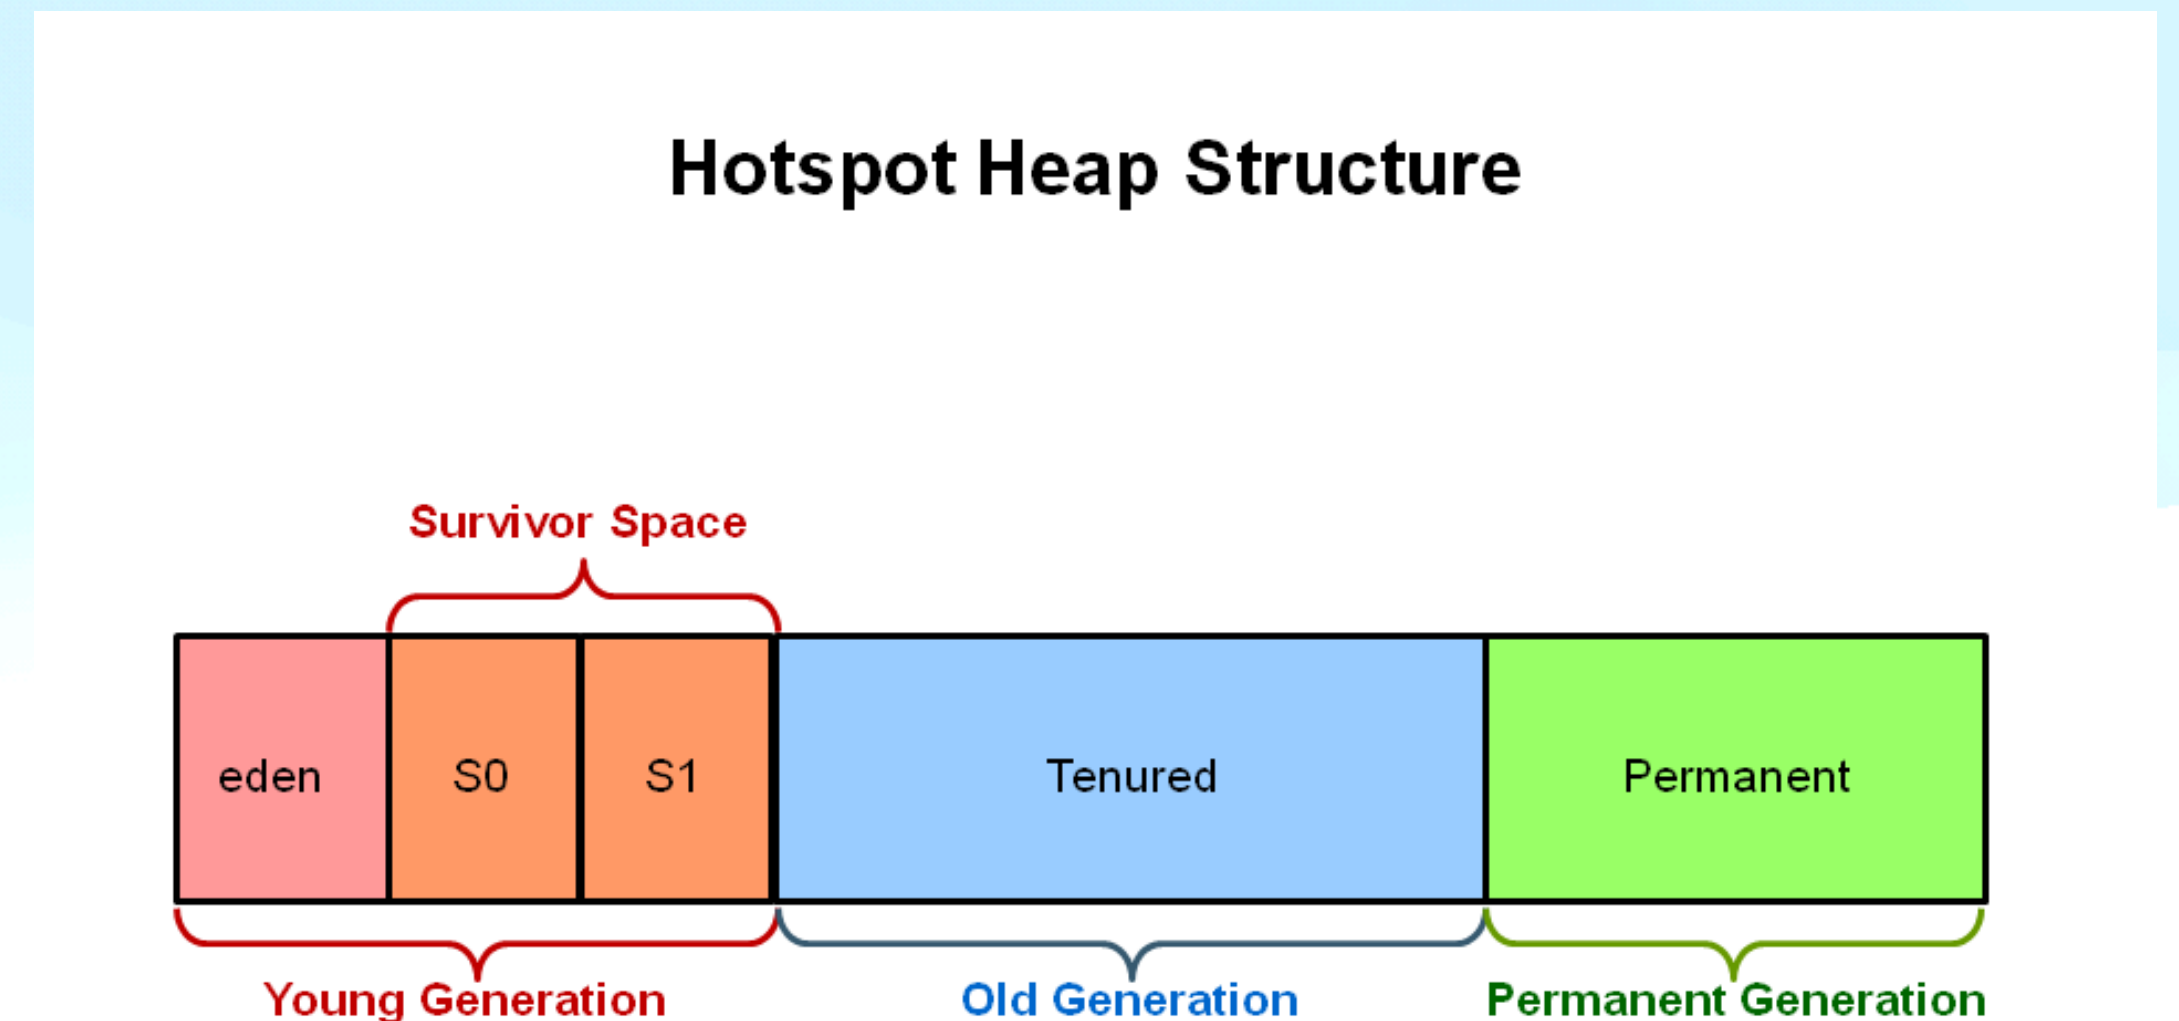 Hotspot Heap Structure
Survivor Space
eden
S0
S1
Tenured
Permanent
Young Generation
Old Generation
Permanent Generation